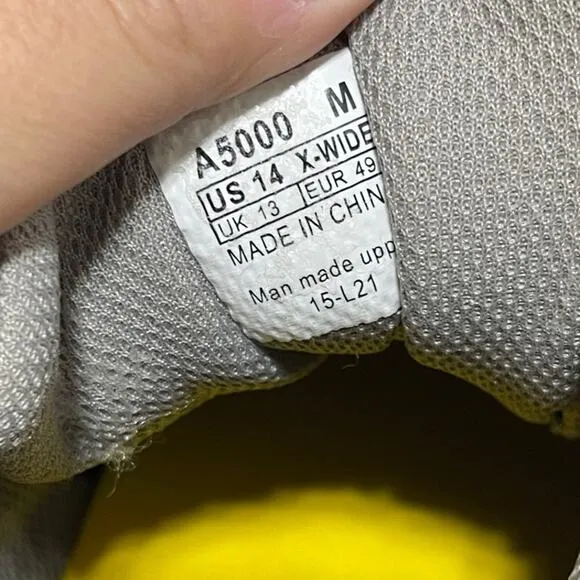 A5000 M
US 14 X-WIDE
UK 13 EUR 49
MADE IN CHIN
Man made upp
15-L21